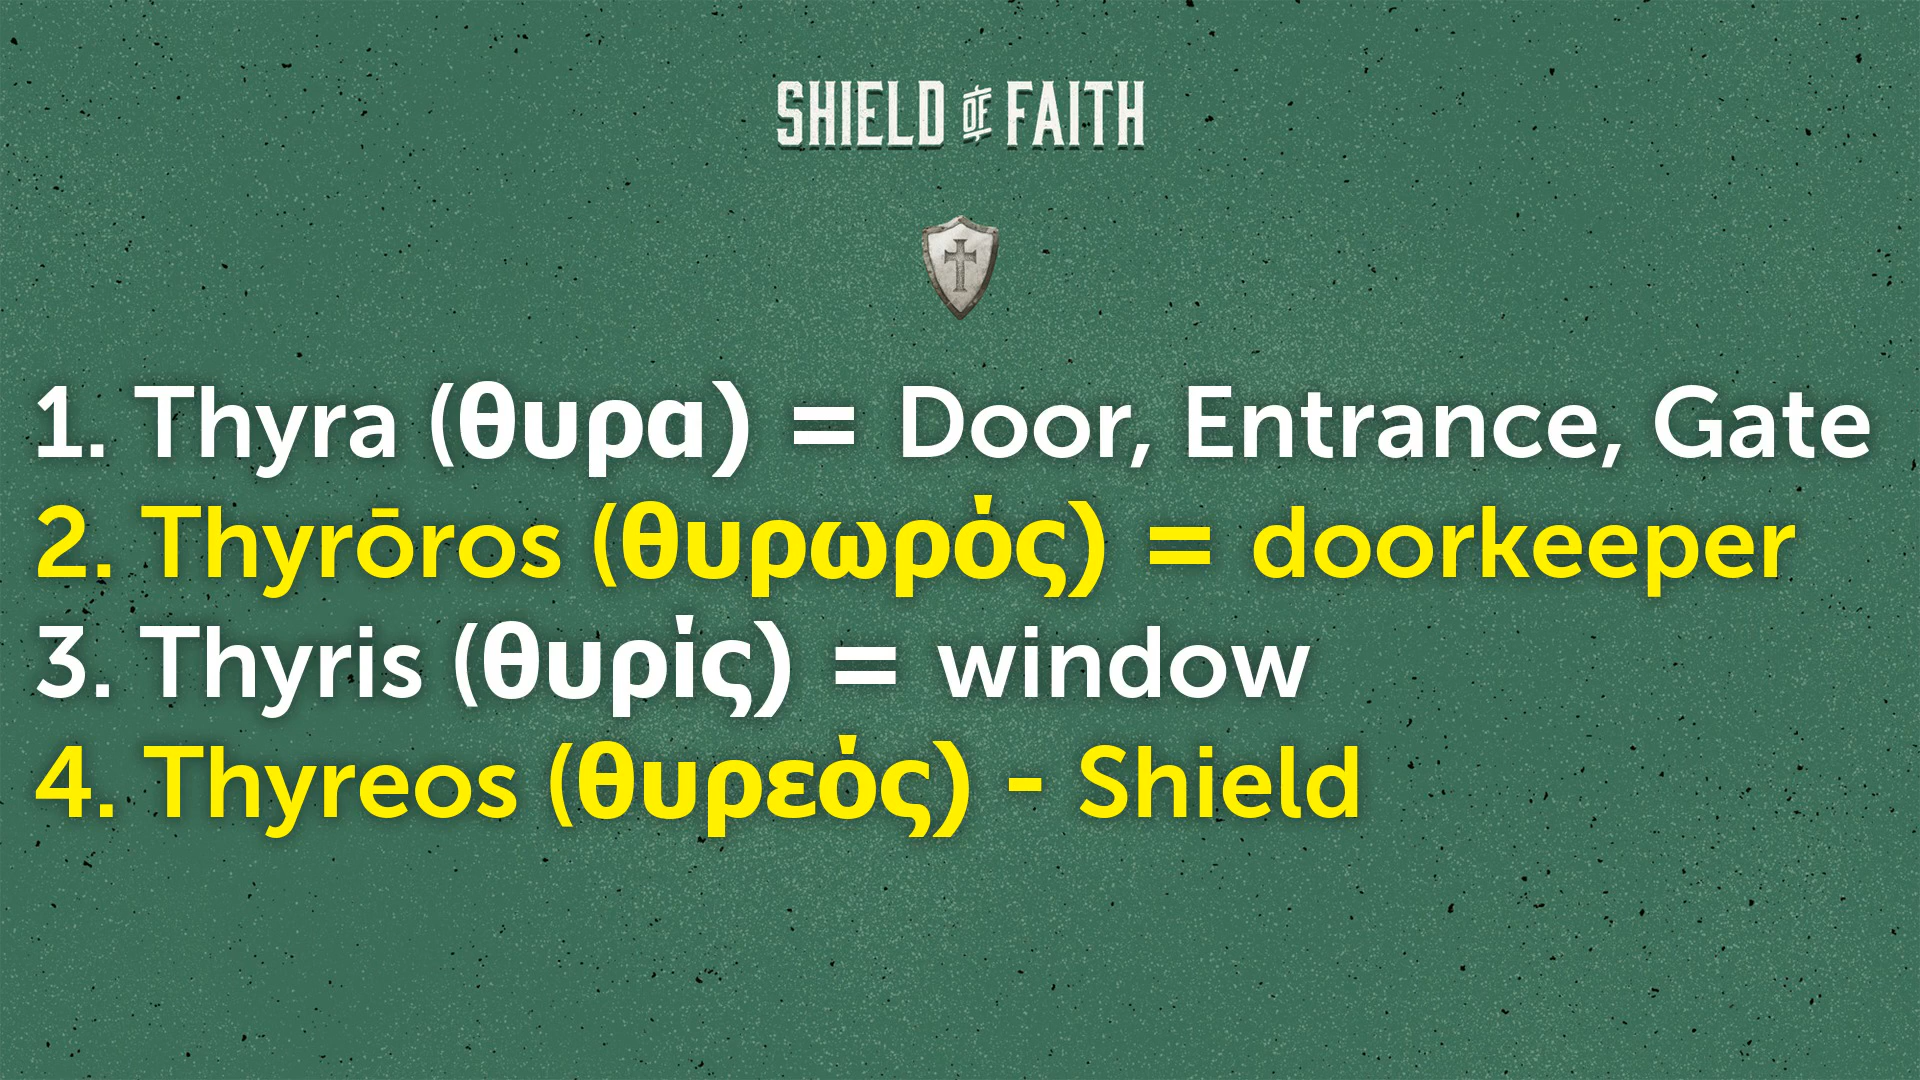 SHIELD OF FAITH
1. Thyra (θυρα) = Door, Entrance, Gate
2. Thyrōros (θυρωρός) = doorkeeper
3. Thyris (θυρίς) = window
4. Thyreos (θυρεός) - Shield